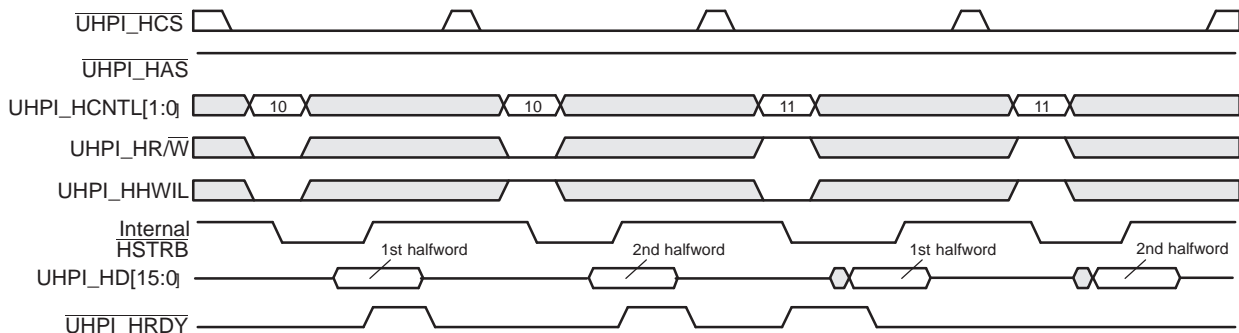 UHPI_HCS
UHPI_HAS
UHPI_HCNTL[1:0]
10
10
11
11
UHPI_HR/W
UHPI_HHWIL
Internal
HSTRB
1st halfword
2nd halfword
1st halfword
2nd halfword
UHPI_HD[15:0]
UHPI_HRDY